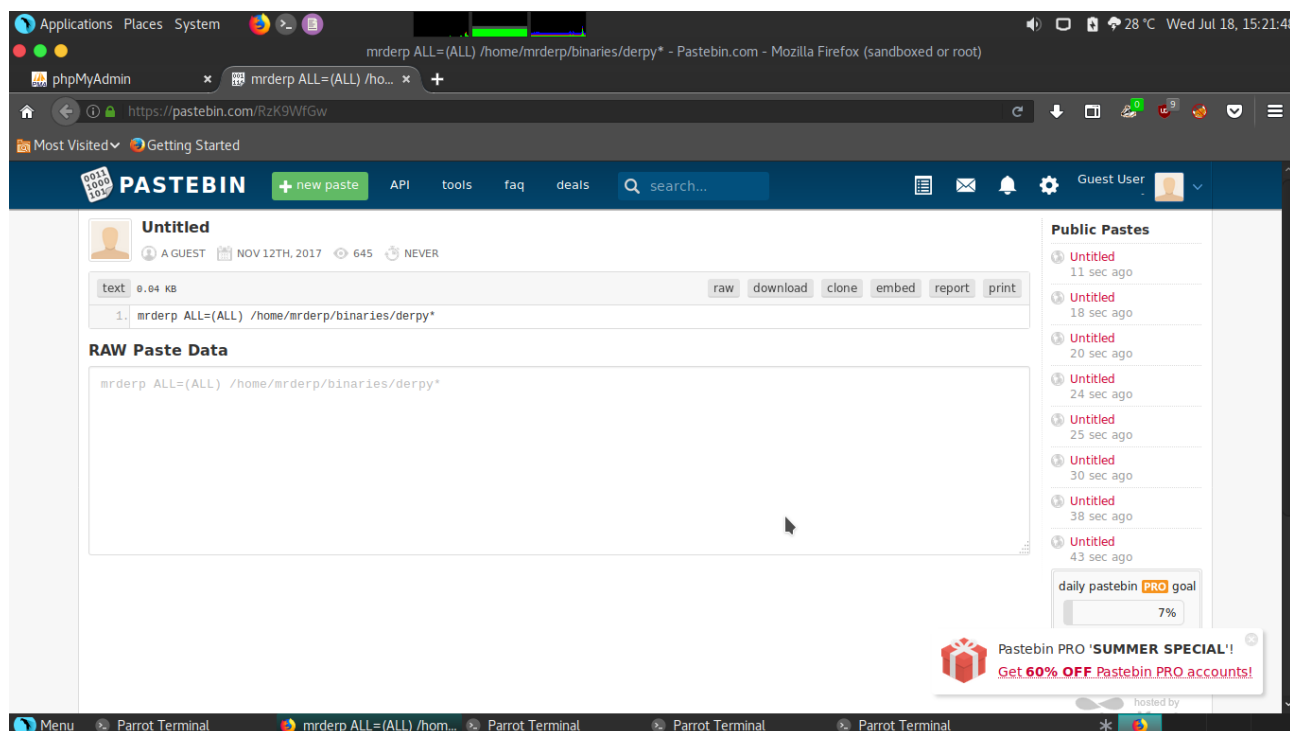 Applications Places System 28 °C Wed Jul 18, 15:21:48
mrderp ALL=(ALL) /home/mrderp/binaries/derpy* - Pastebin.com - Mozilla Firefox (sandboxed or root)
phpMyAdmin mrderp ALL=(ALL) /ho...
https://pastebin.com/RzK9WfGw 0 9
Most Visited Getting Started
PASTEBIN + new paste API tools faq deals search... Guest User
-
Untitled
A GUEST NOV 12TH, 2017 645 NEVER
text 0.04 KB raw download clone embed report print
1. mrderp ALL=(ALL) /home/mrderp/binaries/derpy*
RAW Paste Data
mrderp ALL=(ALL) /home/mrderp/binaries/derpy*
Public Pastes
Untitled
11 sec ago
Untitled
18 sec ago
Untitled
20 sec ago
Untitled
24 sec ago
Untitled
25 sec ago
Untitled
30 sec ago
Untitled
38 sec ago
Untitled
43 sec ago
daily pastebin PRO goal
7%
Pastebin PRO 'SUMMER SPECIAL'!
Get 60% OFF Pastebin PRO accounts!
hosted by
Menu Parrot Terminal mrderp ALL=(ALL) /hom... Parrot Terminal Parrot Terminal Parrot Terminal